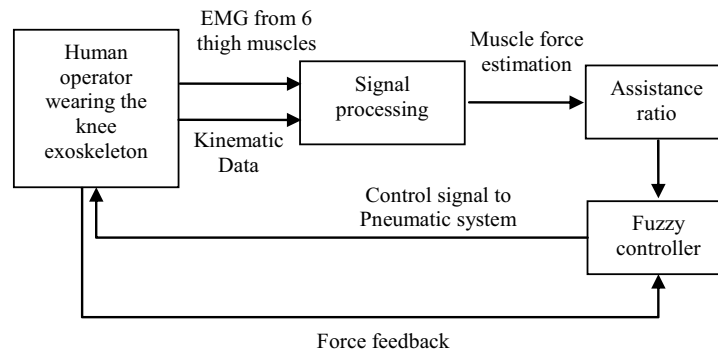 EMG from 6
thigh muscles
Human
operator
wearing the
knee
exoskeleton
Kinematic
Data
Signal
processing
Muscle force
estimation
Assistance
ratio
Control signal to
Pneumatic system
Fuzzy
controller
Force feedback